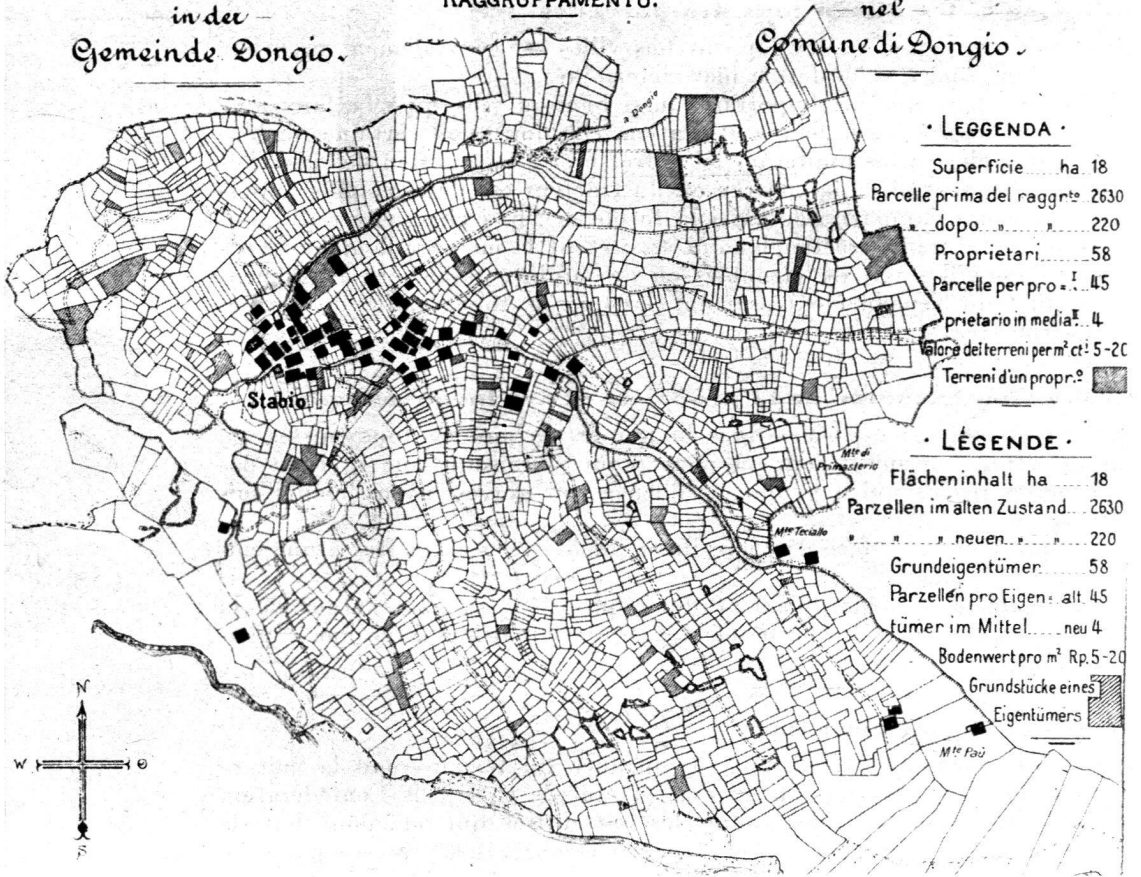 in der
Gemeinde Dongio.
RAGGRUPPAMENTO.
nel
Comune di Dongio.
a Dongio
· LEGGENDA ·
Superficie ..... ha. 18
Parcelle prima del raggr.to 2630
" dopo " " 220
Proprietari ....... 58
Parcelle per pro = I. 45
prietario in media II. 4
Valore dei terreni per m² ct. 5-20
Terreni d'un propr.o
Stabio.
· LÉGENDE ·
Flächeninhalt ha ..... 18
Parzellen im alten Zustand ... 2630
" " " neuen " " 220
Grundeigentümer ....... 58
Parzellen pro Eigen= alt. 45
tümer im Mittel ..... neu 4
Bodenwert pro m² Rp. 5-20
Grundstücke eines
Eigentümers
Mte di
Primasterio
Mte Teciallo
Mte Paù
N
W
O
S